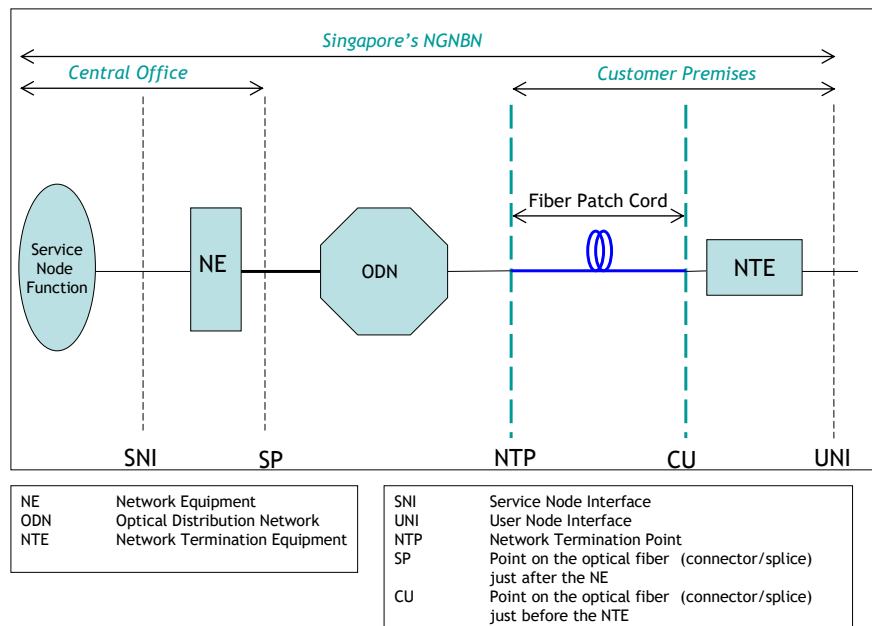 Singapore's NGNBN
Central Office
Customer Premises
Fiber Patch Cord
Service
Node
Function
NE
ODN
NTE
SNI
SP
NTP
CU
UNI
NE Network Equipment
ODN Optical Distribution Network
NTE Network Termination Equipment
SNI Service Node Interface
UNI User Node Interface
NTP Network Termination Point
SP Point on the optical fiber (connector/splice)
just after the NE
CU Point on the optical fiber (connector/splice)
just before the NTE